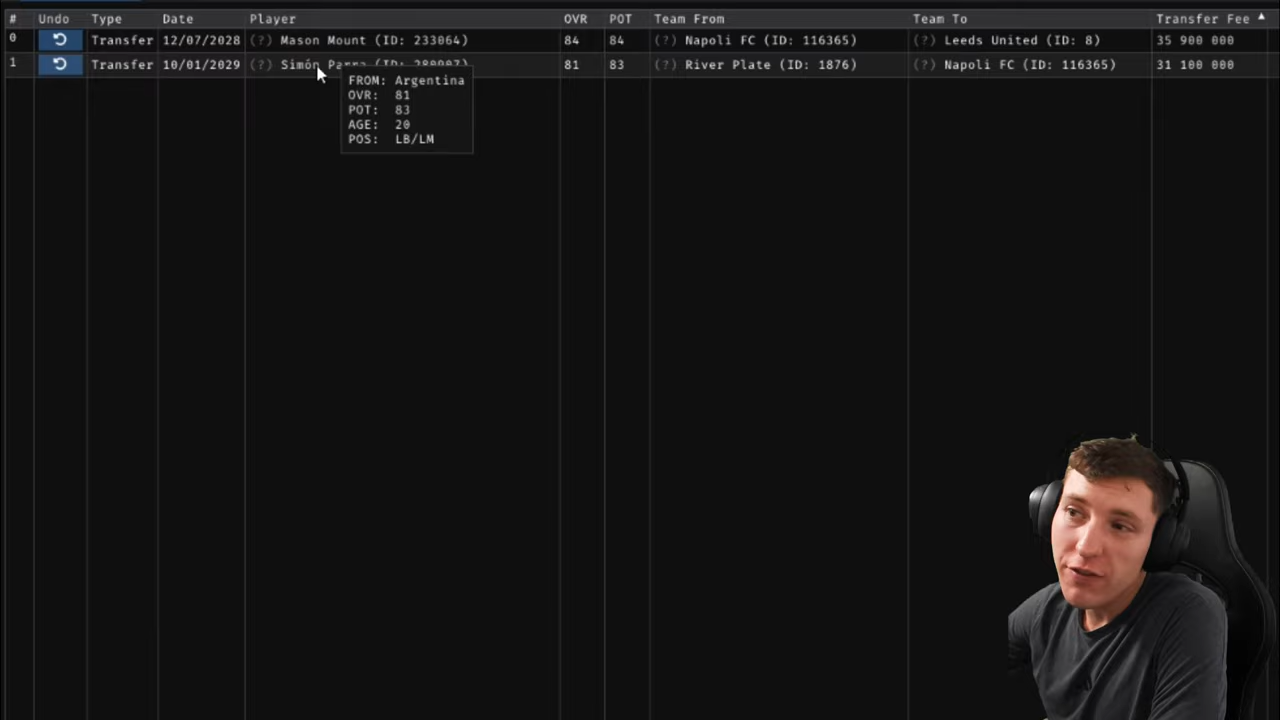 # Undo Type Date Player OVR POT Team From Team To Transfer Fee
0 Transfer 12/07/2028 (?) Mason Mount (ID: 233064) 84 84 (?) Napoli FC (ID: 116365) (?) Leeds United (ID: 8) 35 900 000
1 Transfer 10/01/2029 (?) Simón 81 83 (?) River Plate (ID: 1876) (?) Napoli FC (ID: 116365) 31 100 000
FROM: Argentina
OVR: 81
POT: 83
AGE: 20
POS: LB/LM